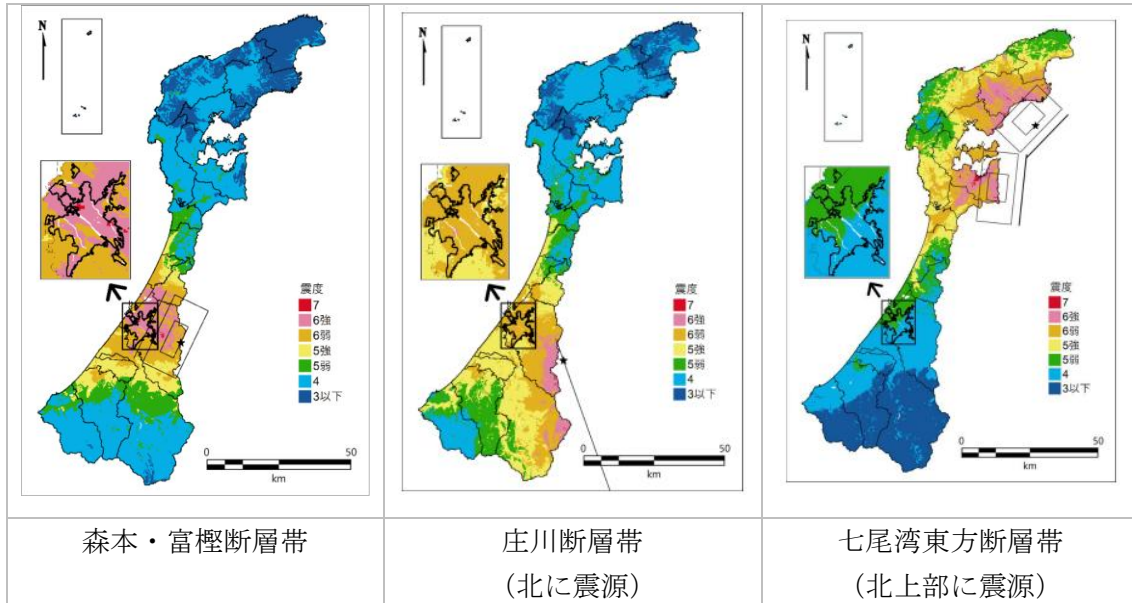 N
震度
7
6強
6弱
5強
5弱
4
3以下
0
50
km
N
震度
7
6強
6弱
5強
5弱
4
3以下
0
50
km
N
震度
7
6強
6弱
5強
5弱
4
3以下
0
50
km
森本・富樫断層帯
庄川断層帯
（北に震源）
七尾湾東方断層帯
（北上部に震源）